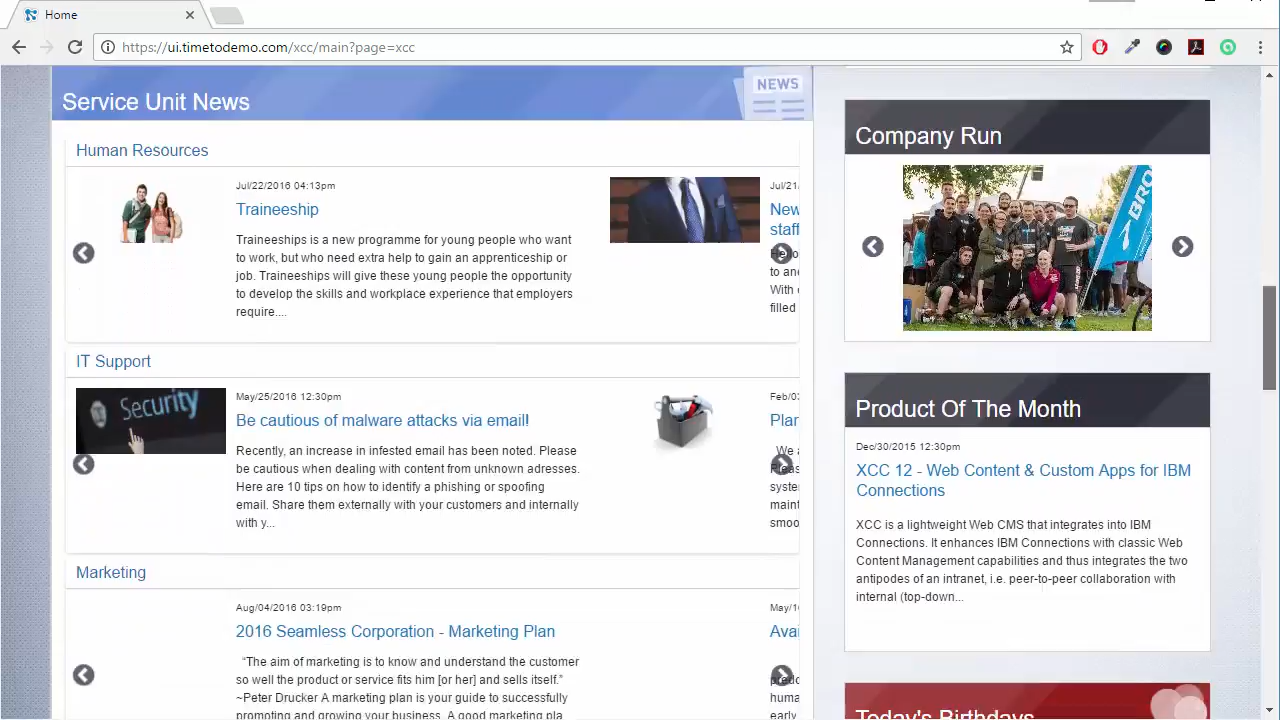 Home
https://ui.timetodemo.com/xcc/main?page=xcc
Service Unit News
NEWS
Human Resources
Jul/22/2016 04:13pm
Traineeship
Traineeships is a new programme for young people who want
to work, but who need extra help to gain an apprenticeship or
job. Traineeships will give these young people the opportunity
to develop the skills and workplace experience that employers
require.
Jul/21
New
staff
to an
With
filled
IT Support
Security
May/25/2016 12:30pm
Be cautious of malware attacks via email!
Recently, an increase in infested email has been noted. Please
be cautious when dealing with content from unknown adresses.
Here are 10 tips on how to identify a phishing or spoofing
email. Share them externally with your customers and internally
with y...
Feb/0
Plan
We a
Please
syste
maint
smoo
Marketing
Aug/04/2016 03:19pm
2016 Seamless Corporation - Marketing Plan
“The aim of marketing is to know and understand the customer
so well the product or service fits him [or her] and sells itself.”
~Peter Drucker A marketing plan is your guide to successfully
promoting and growing your business. A good marketing pla
May/1
Avai
produ
huma
early
Company Run
BRO
Product Of The Month
Dec/30/2015 12:30pm
XCC 12 - Web Content & Custom Apps for IBM
Connections
XCC is a lightweight Web CMS that integrates into IBM
Connections. It enhances IBM Connections with classic Web
Content Management capabilities and thus integrates the two
antipodes of an intranet, i.e. peer-to-peer collaboration with
internal (top-down...
Today's Birthdays